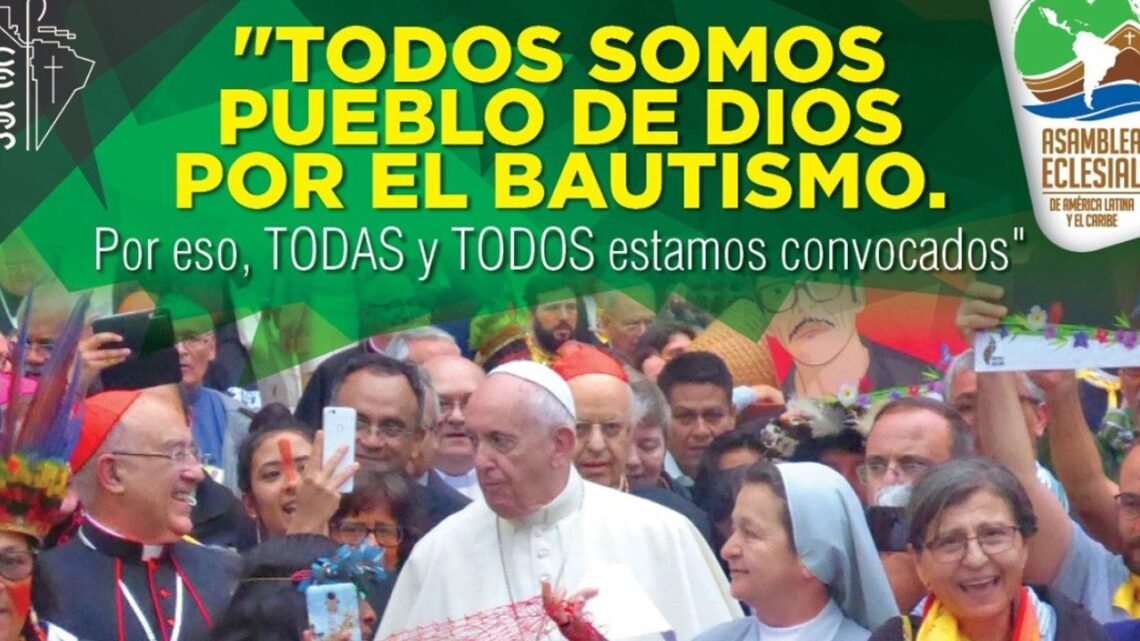 "TODOS SOMOS
PUEBLO DE DIOS
POR EL BAUTISMO.
Por eso, TODAS y TODOS estamos convocados"
ASAMBLEA
ECLESIAL
DE AMÉRICA LATINA
Y EL CARIBE